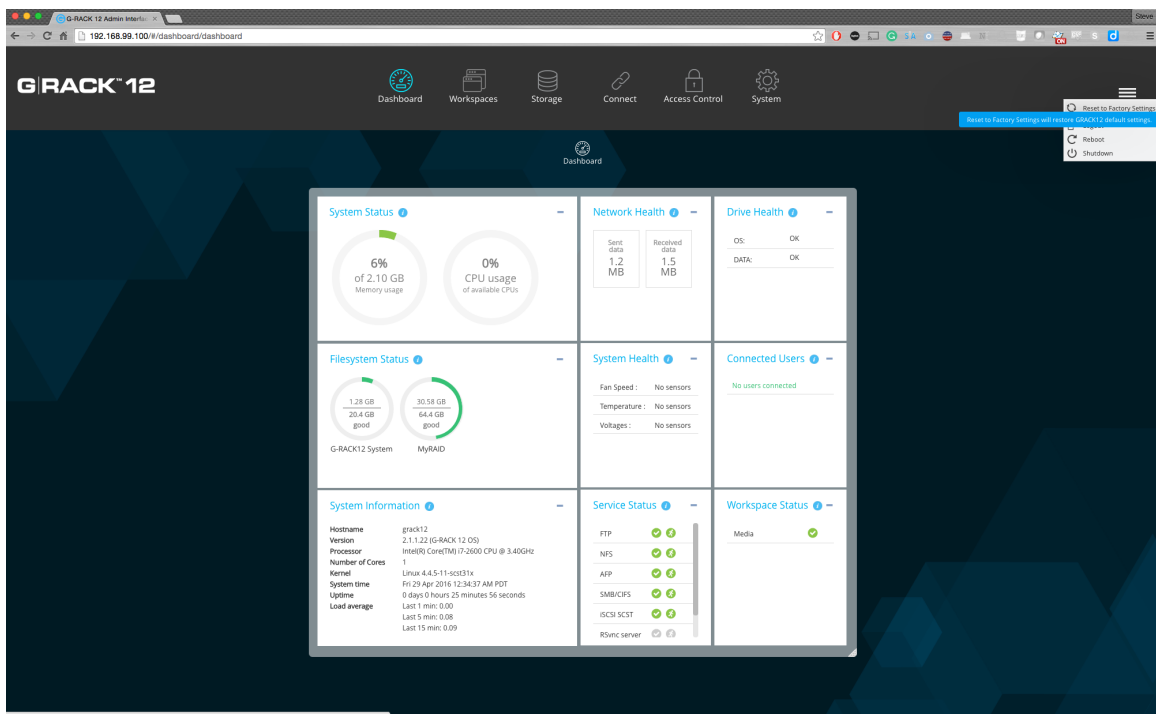 G-RACK 12 Admin Interfac
Steve
192.168.99.100/#/dashboard/dashboard
G|RACK™ 12
Dashboard
Workspaces
Storage
Connect
Access Control
System
Reset to Factory Settings
Reset to Factory Settings will restore GRACK12 default settings.
Reboot
Shutdown
Dashboard
System Status
6%
of 2.10 GB
Memory usage
0%
CPU usage
of available CPUs
Network Health
Sent data
1.2 MB
Received data
1.5 MB
Drive Health
OS: OK
DATA: OK
Filesystem Status
1.28 GB
20.4 GB
good
G-RACK12 System
30.58 GB
64.4 GB
good
MyRAID
System Health
Fan Speed : No sensors
Temperature : No sensors
Voltages : No sensors
Connected Users
No users connected
System Information
Hostname grack12
Version 2.1.1.22 (G-RACK 12 OS)
Processor Intel(R) Core(TM) i7-2600 CPU @ 3.40GHz
Number of Cores 1
Kernel Linux 4.4.5-11-scst31x
System time Fri 29 Apr 2016 12:34:37 AM PDT
Uptime 0 days 0 hours 25 minutes 56 seconds
Load average Last 1 min: 0.00
Last 5 min: 0.08
Last 15 min: 0.09
Service Status
FTP
NFS
AFP
SMB/CIFS
iSCSI SCST
RSync server
Workspace Status
Media